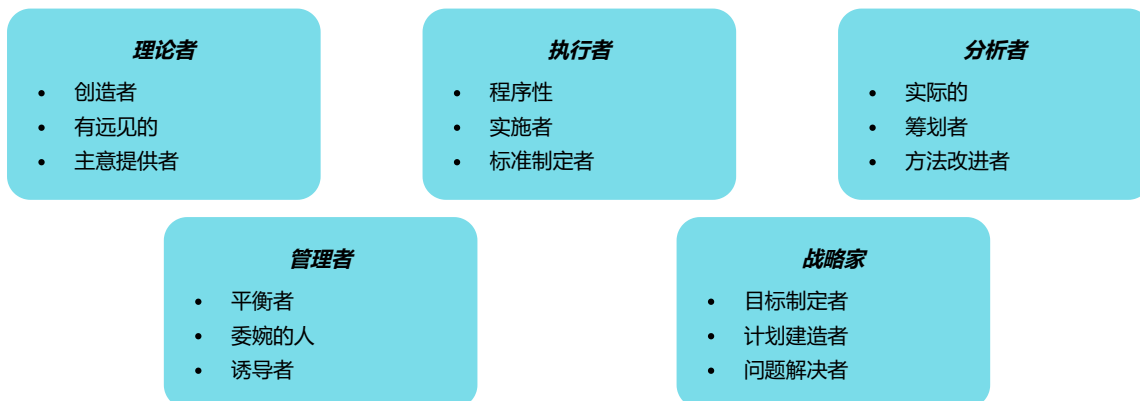 理论者
• 创造者
• 有远见的
• 主意提供者
执行者
• 程序性
• 实施者
• 标准制定者
分析者
• 实际的
• 筹划者
• 方法改进者
管理者
• 平衡者
• 委婉的人
• 诱导者
战略家
• 目标制定者
• 计划建造者
• 问题解决者